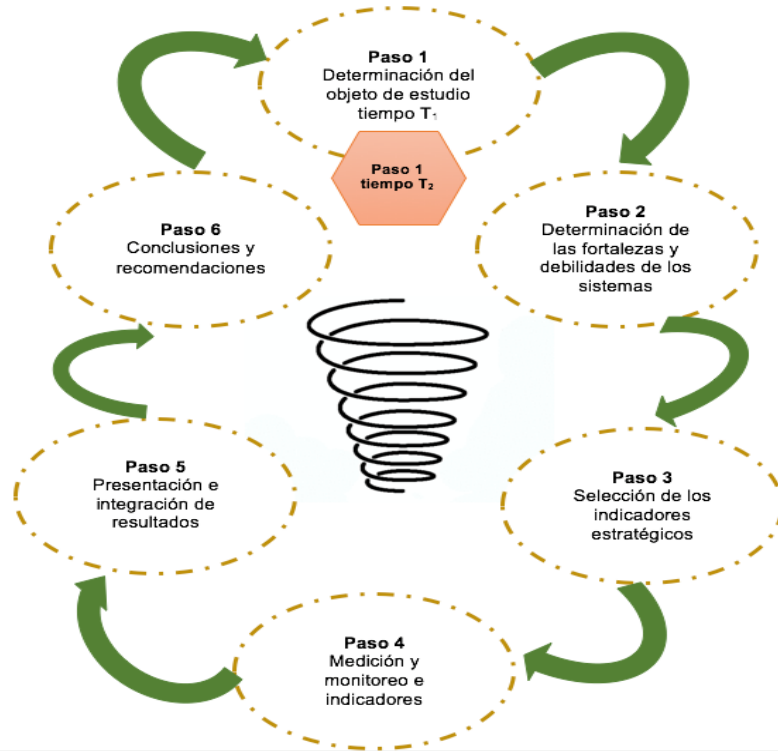 Paso 1
Determinación del
objeto de estudio
tiempo T₁
Paso 1
tiempo T₂
Paso 2
Determinación de
las fortalezas y
debilidades de los
sistemas
Paso 3
Selección de los
indicadores
estratégicos
Paso 4
Medición y
monitoreo e
indicadores
Paso 5
Presentación e
integración de
resultados
Paso 6
Conclusiones y
recomendaciones